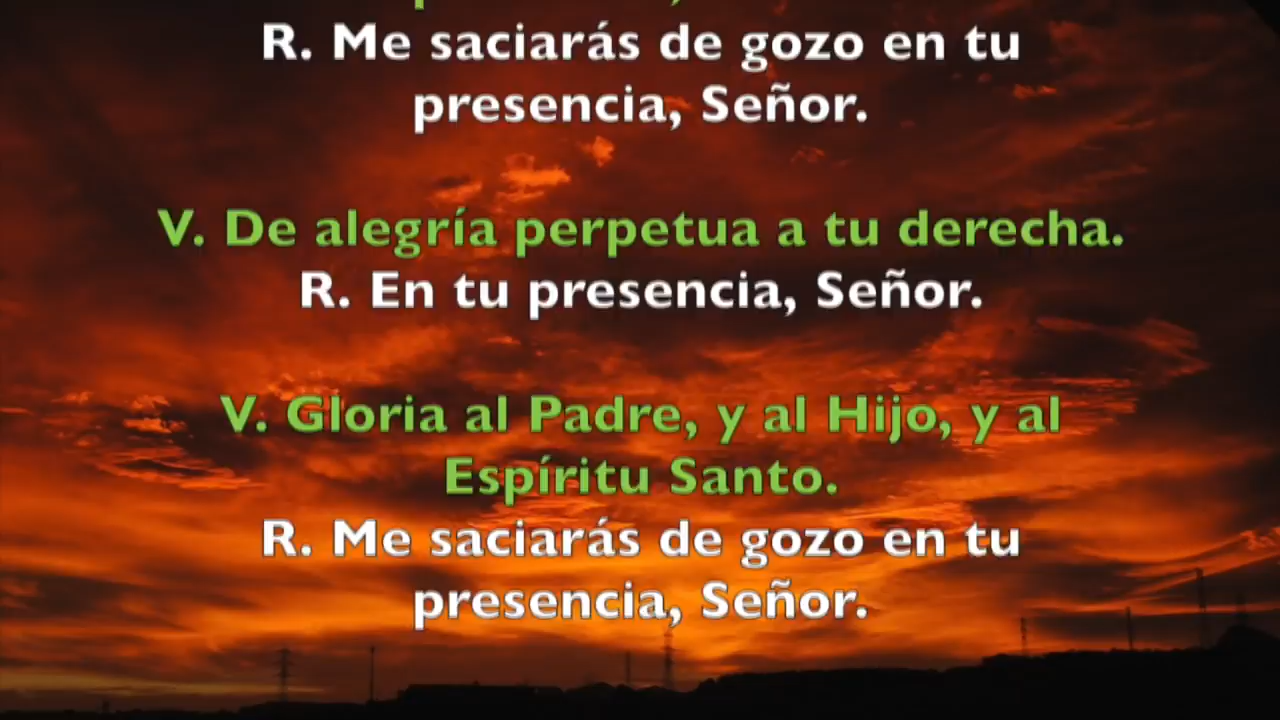 R. Me saciarás de gozo en tu
presencia, Señor.
V. De alegría perpetua a tu derecha.
R. En tu presencia, Señor.
V. Gloria al Padre, y al Hijo, y al
Espíritu Santo.
R. Me saciarás de gozo en tu
presencia, Señor.